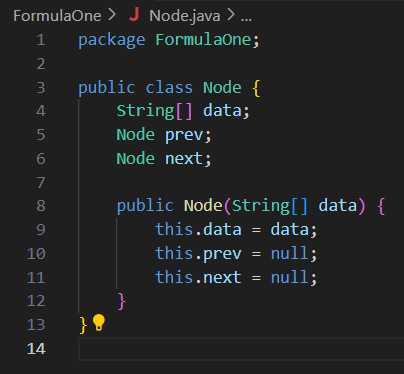 FormulaOne > J Node.java > ...
1 package FormulaOne;
2
3 public class Node {
4     String[] data;
5     Node prev;
6     Node next;
7
8     public Node(String[] data) {
9         this.data = data;
10         this.prev = null;
11         this.next = null;
12     }
13 }
14